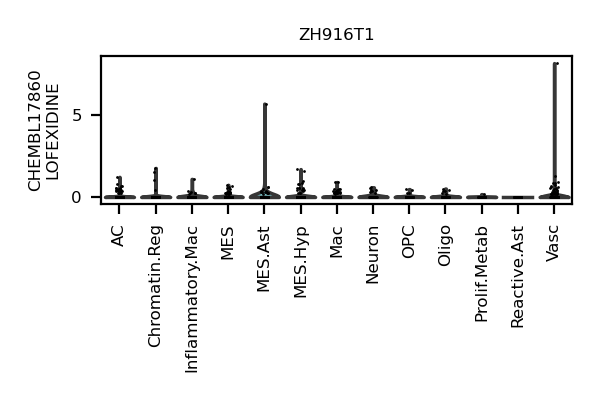 ZH916T1
CHEMBL17860
LOFEXIDINE
5
0
AC
Chromatin.Reg
Inflammatory.Mac
MES
MES.Ast
MES.Hyp
Mac
Neuron
OPC
Oligo
Prolif.Metab
Reactive.Ast
Vasc